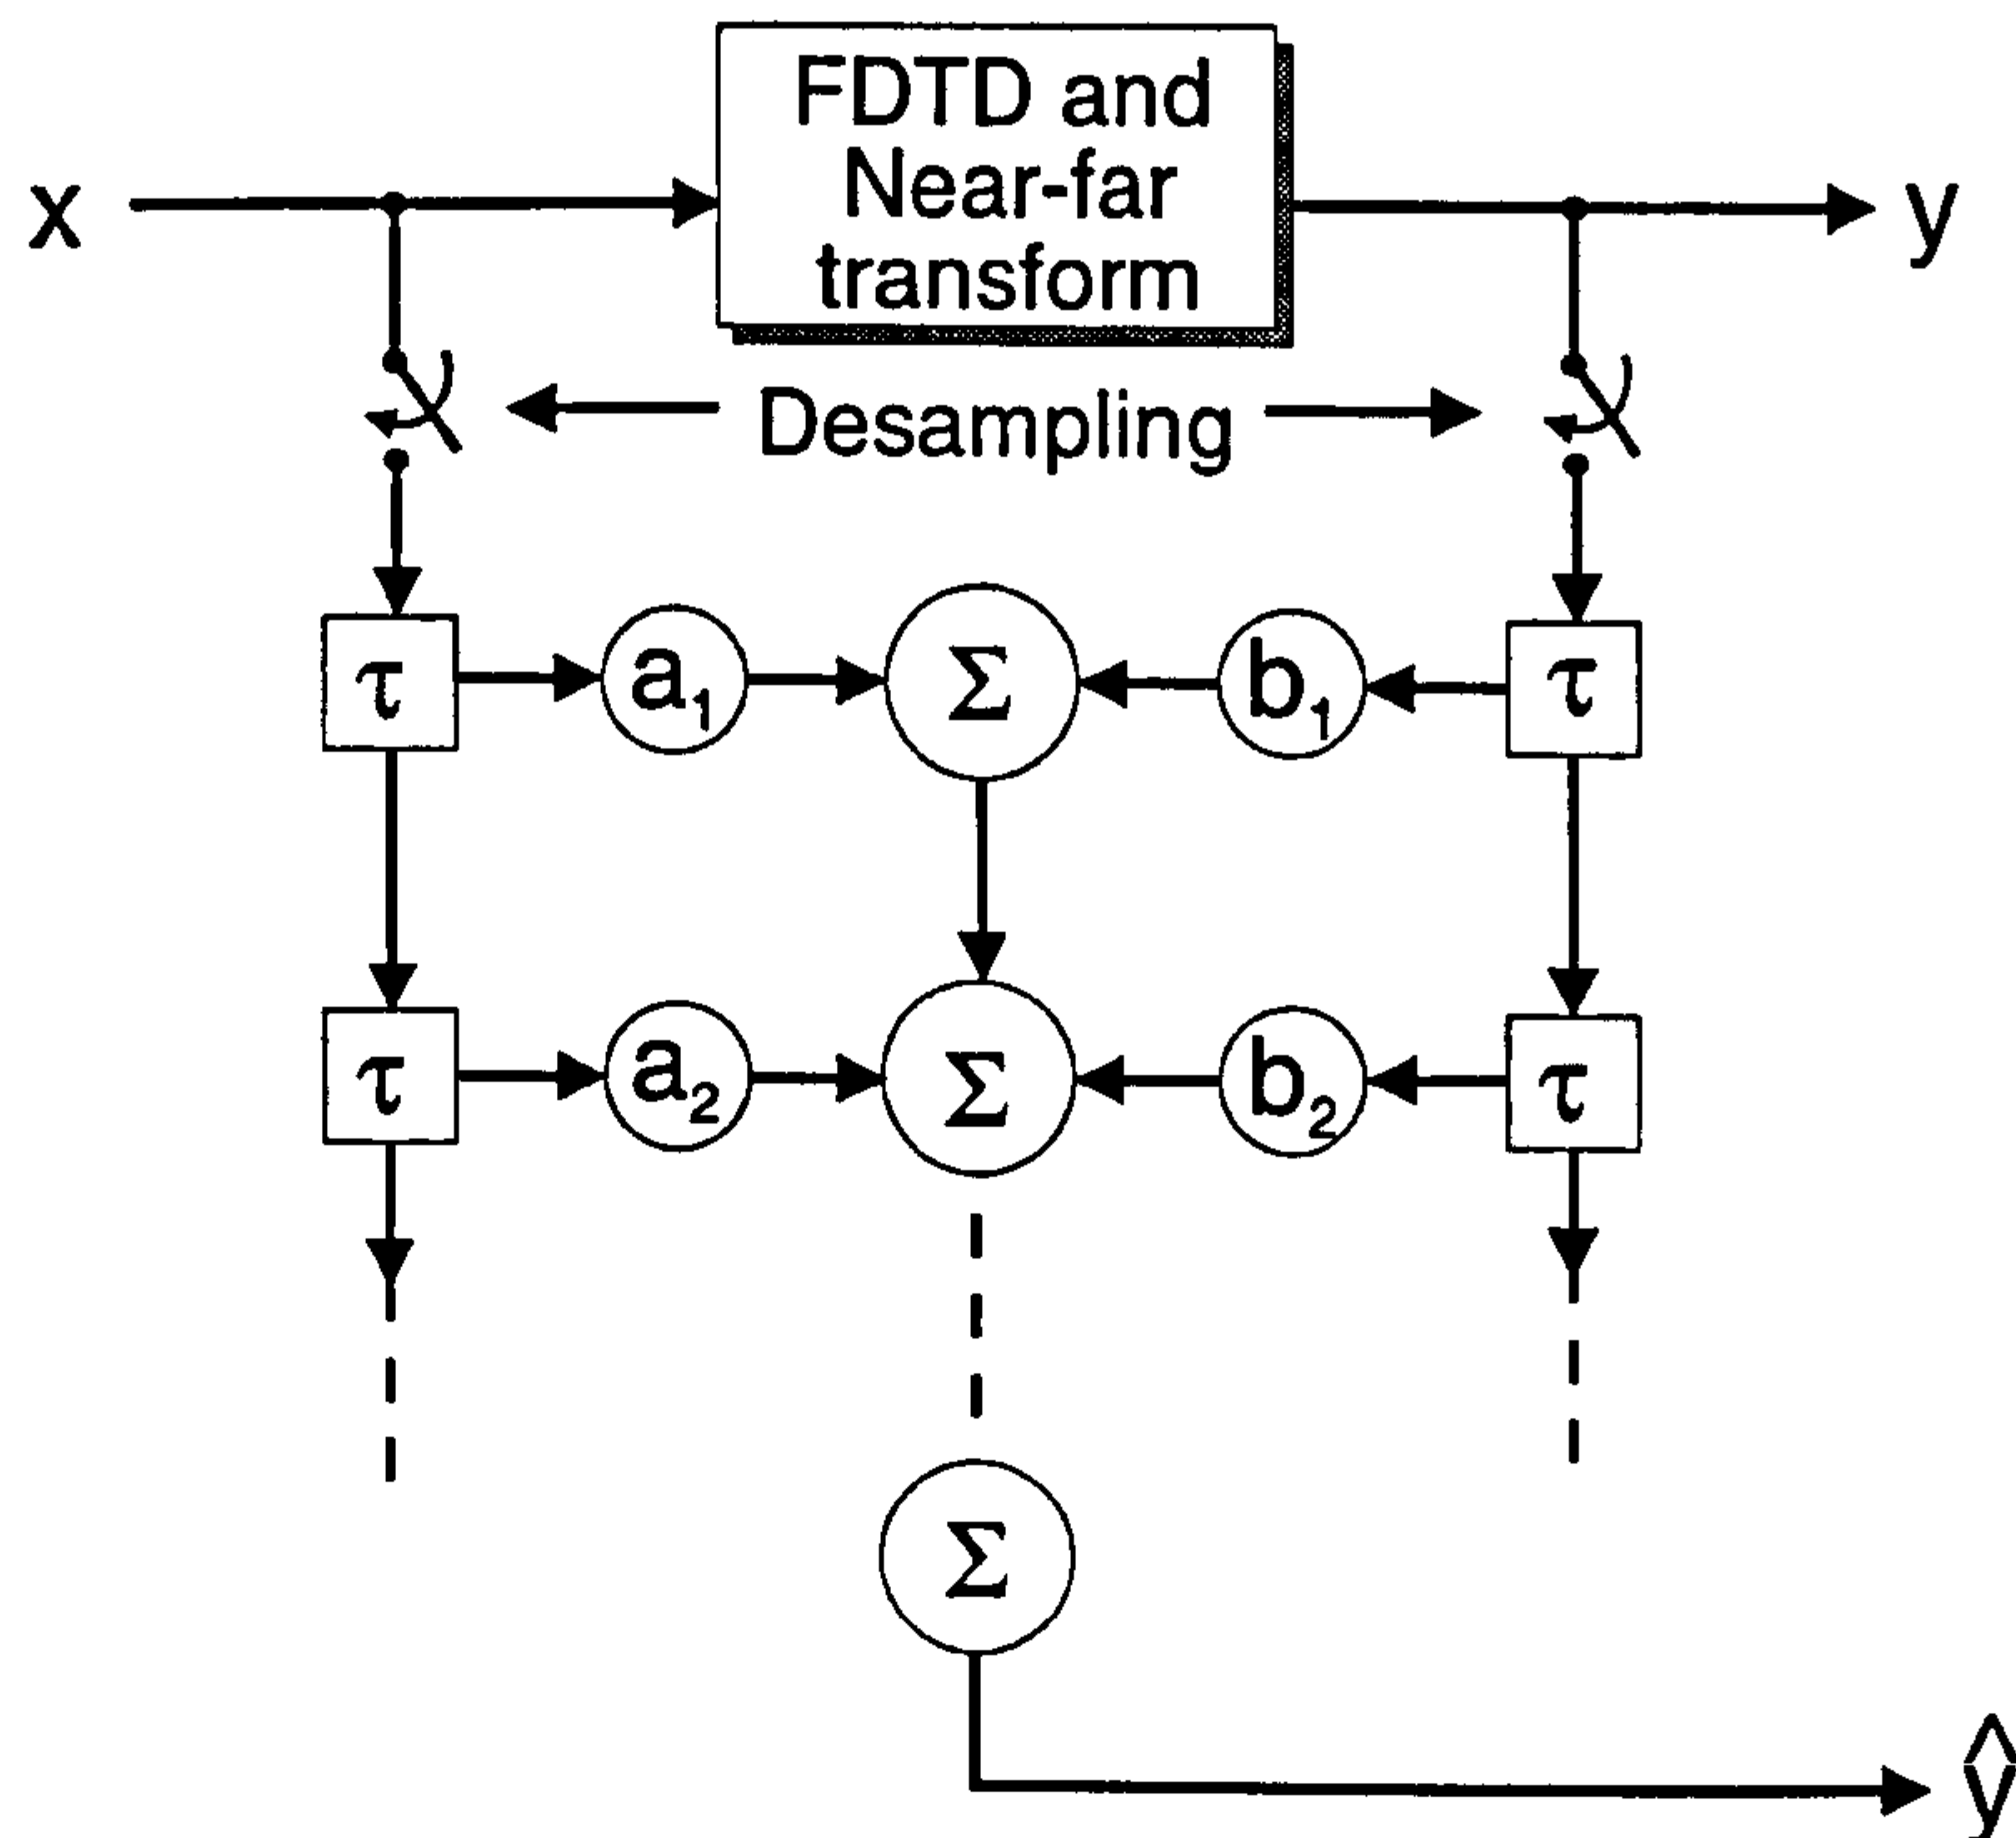 FDTD and
Near-far
transform
x
y
Desampling
τ
a₁
Σ
b₁
τ
τ
a₂
Σ
b₂
τ
Σ
ŷ